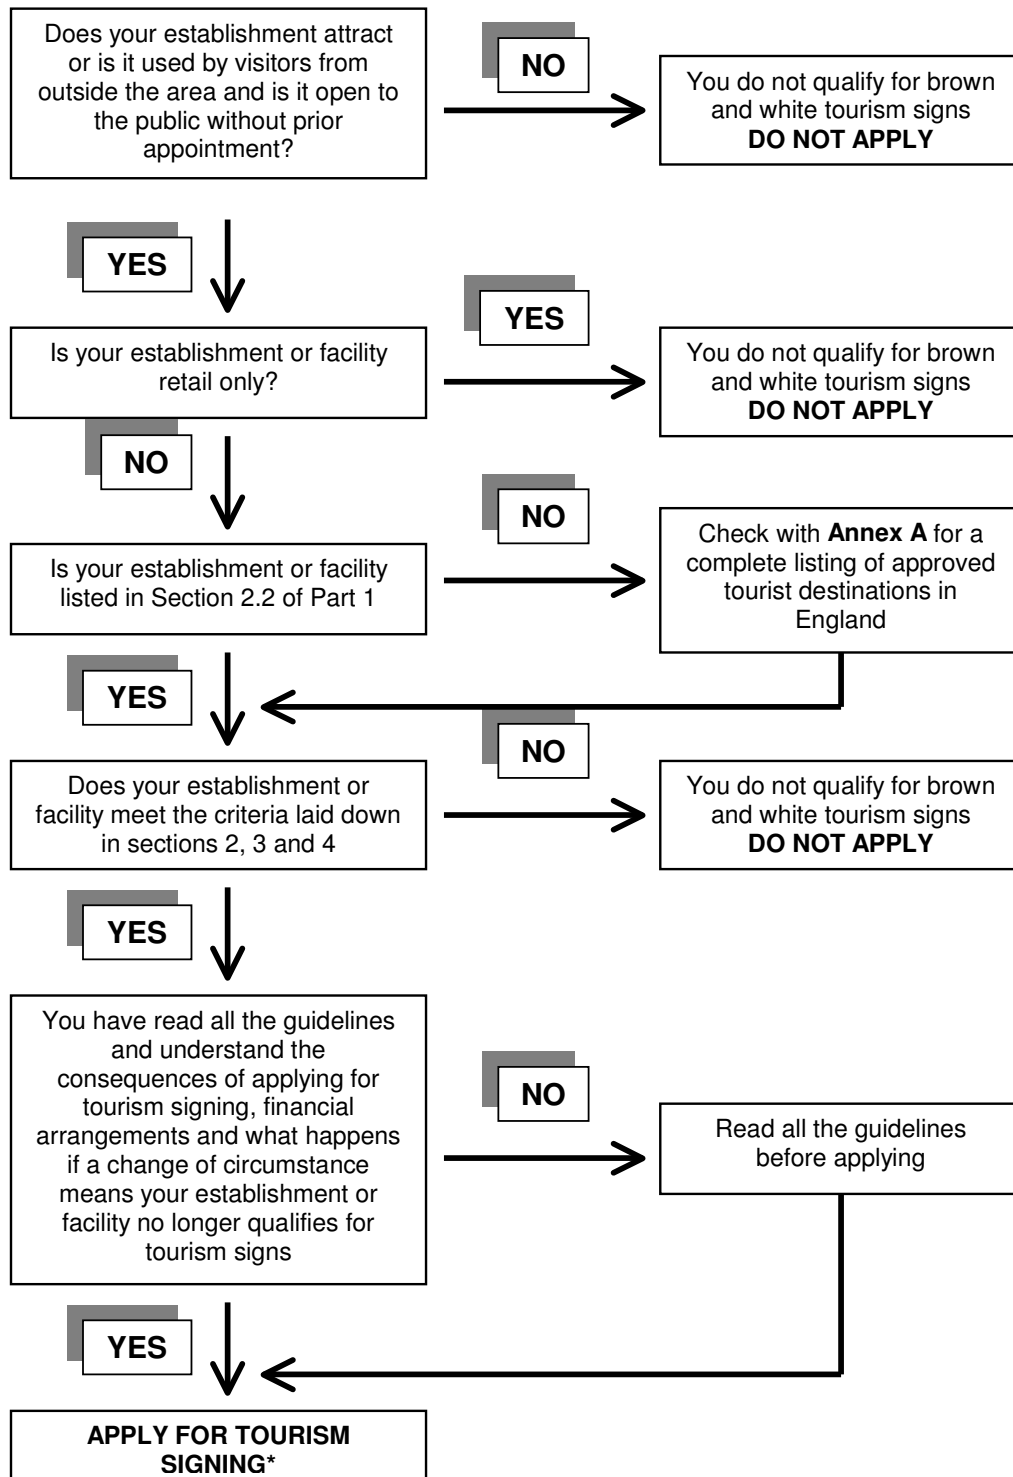 Does your establishment attract
or is it used by visitors from
outside the area and is it open to
the public without prior
appointment?
NO
You do not qualify for brown
and white tourism signs
DO NOT APPLY
YES
Is your establishment or facility
retail only?
YES
You do not qualify for brown
and white tourism signs
DO NOT APPLY
NO
Is your establishment or facility
listed in Section 2.2 of Part 1
NO
Check with Annex A for a
complete listing of approved
tourist destinations in
England
YES
Does your establishment or
facility meet the criteria laid down
in sections 2, 3 and 4
NO
You do not qualify for brown
and white tourism signs
DO NOT APPLY
YES
You have read all the guidelines
and understand the
consequences of applying for
tourism signing, financial
arrangements and what happens
if a change of circumstance
means your establishment or
facility no longer qualifies for
tourism signs
NO
Read all the guidelines
before applying
YES
APPLY FOR TOURISM
SIGNING*